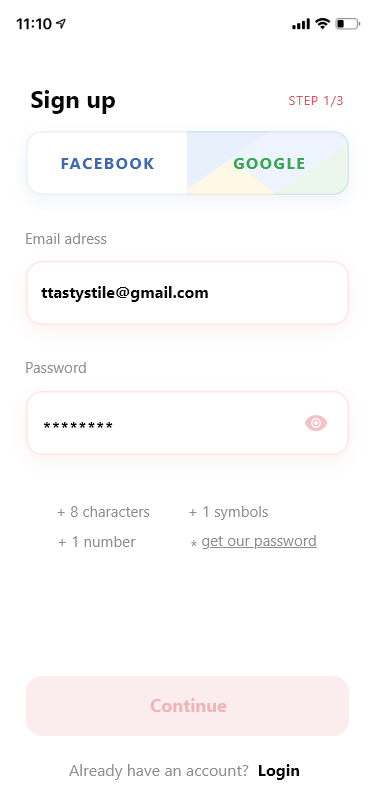 11:10
Sign up
STEP 1/3
FACEBOOK
GOOGLE
Email adress
ttastystile@gmail.com
Password
********
+ 8 characters
+ 1 symbols
+ 1 number
* get our password
Continue
Already have an account? Login